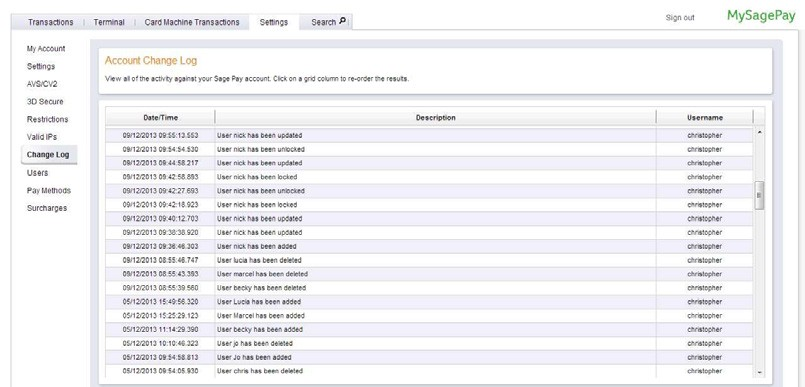 Transactions | Terminal | Card Machine Transactions Settings Search Sign out MySagePay
My Account
Settings
AVS/CV2
3D Secure
Restrictions
Valid IPs
Change Log
Users
Pay Methods
Surcharges
Account Change Log
View all of the activity against your Sage Pay account. Click on a grid column to re-order the results.
Date/Time Description Username
09/12/2013 09:55:13.553 User nick has been updated christopher
09/12/2013 09:54:54.530 User nick has been unlocked christopher
09/12/2013 09:44:58.217 User nick has been updated christopher
09/12/2013 09:42:58.893 User nick has been locked christopher
09/12/2013 09:42:27.693 User nick has been unlocked christopher
09/12/2013 09:42:18.923 User nick has been locked christopher
09/12/2013 09:40:12.703 User nick has been updated christopher
09/12/2013 09:38:38.920 User nick has been updated christopher
09/12/2013 09:36:46.303 User nick has been added christopher
09/12/2013 08:55:46.747 User lucia has been deleted christopher
09/12/2013 08:55:43.393 User marcel has been deleted christopher
09/12/2013 08:55:39.560 User becky has been deleted christopher
05/12/2013 15:49:56.320 User Lucia has been added christopher
05/12/2013 15:25:29.123 User Marcel has been added christopher
05/12/2013 11:14:29.390 User becky has been added christopher
05/12/2013 10:10:46.323 User jo has been deleted christopher
05/12/2013 09:54:58.813 User Jo has been added christopher
05/12/2013 09:54:05.930 User chris has been deleted christopher